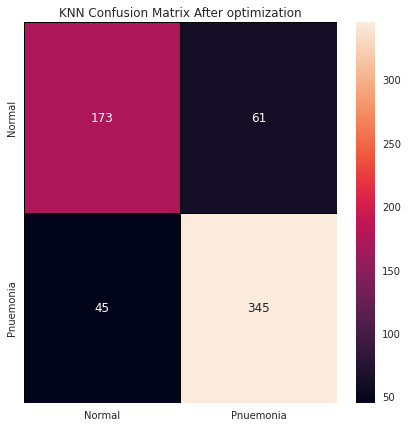 KNN Confusion Matrix After optimization
Normal
173
61
Pnuemonia
45
345
Normal
Pnuemonia
300
250
200
150
100
50